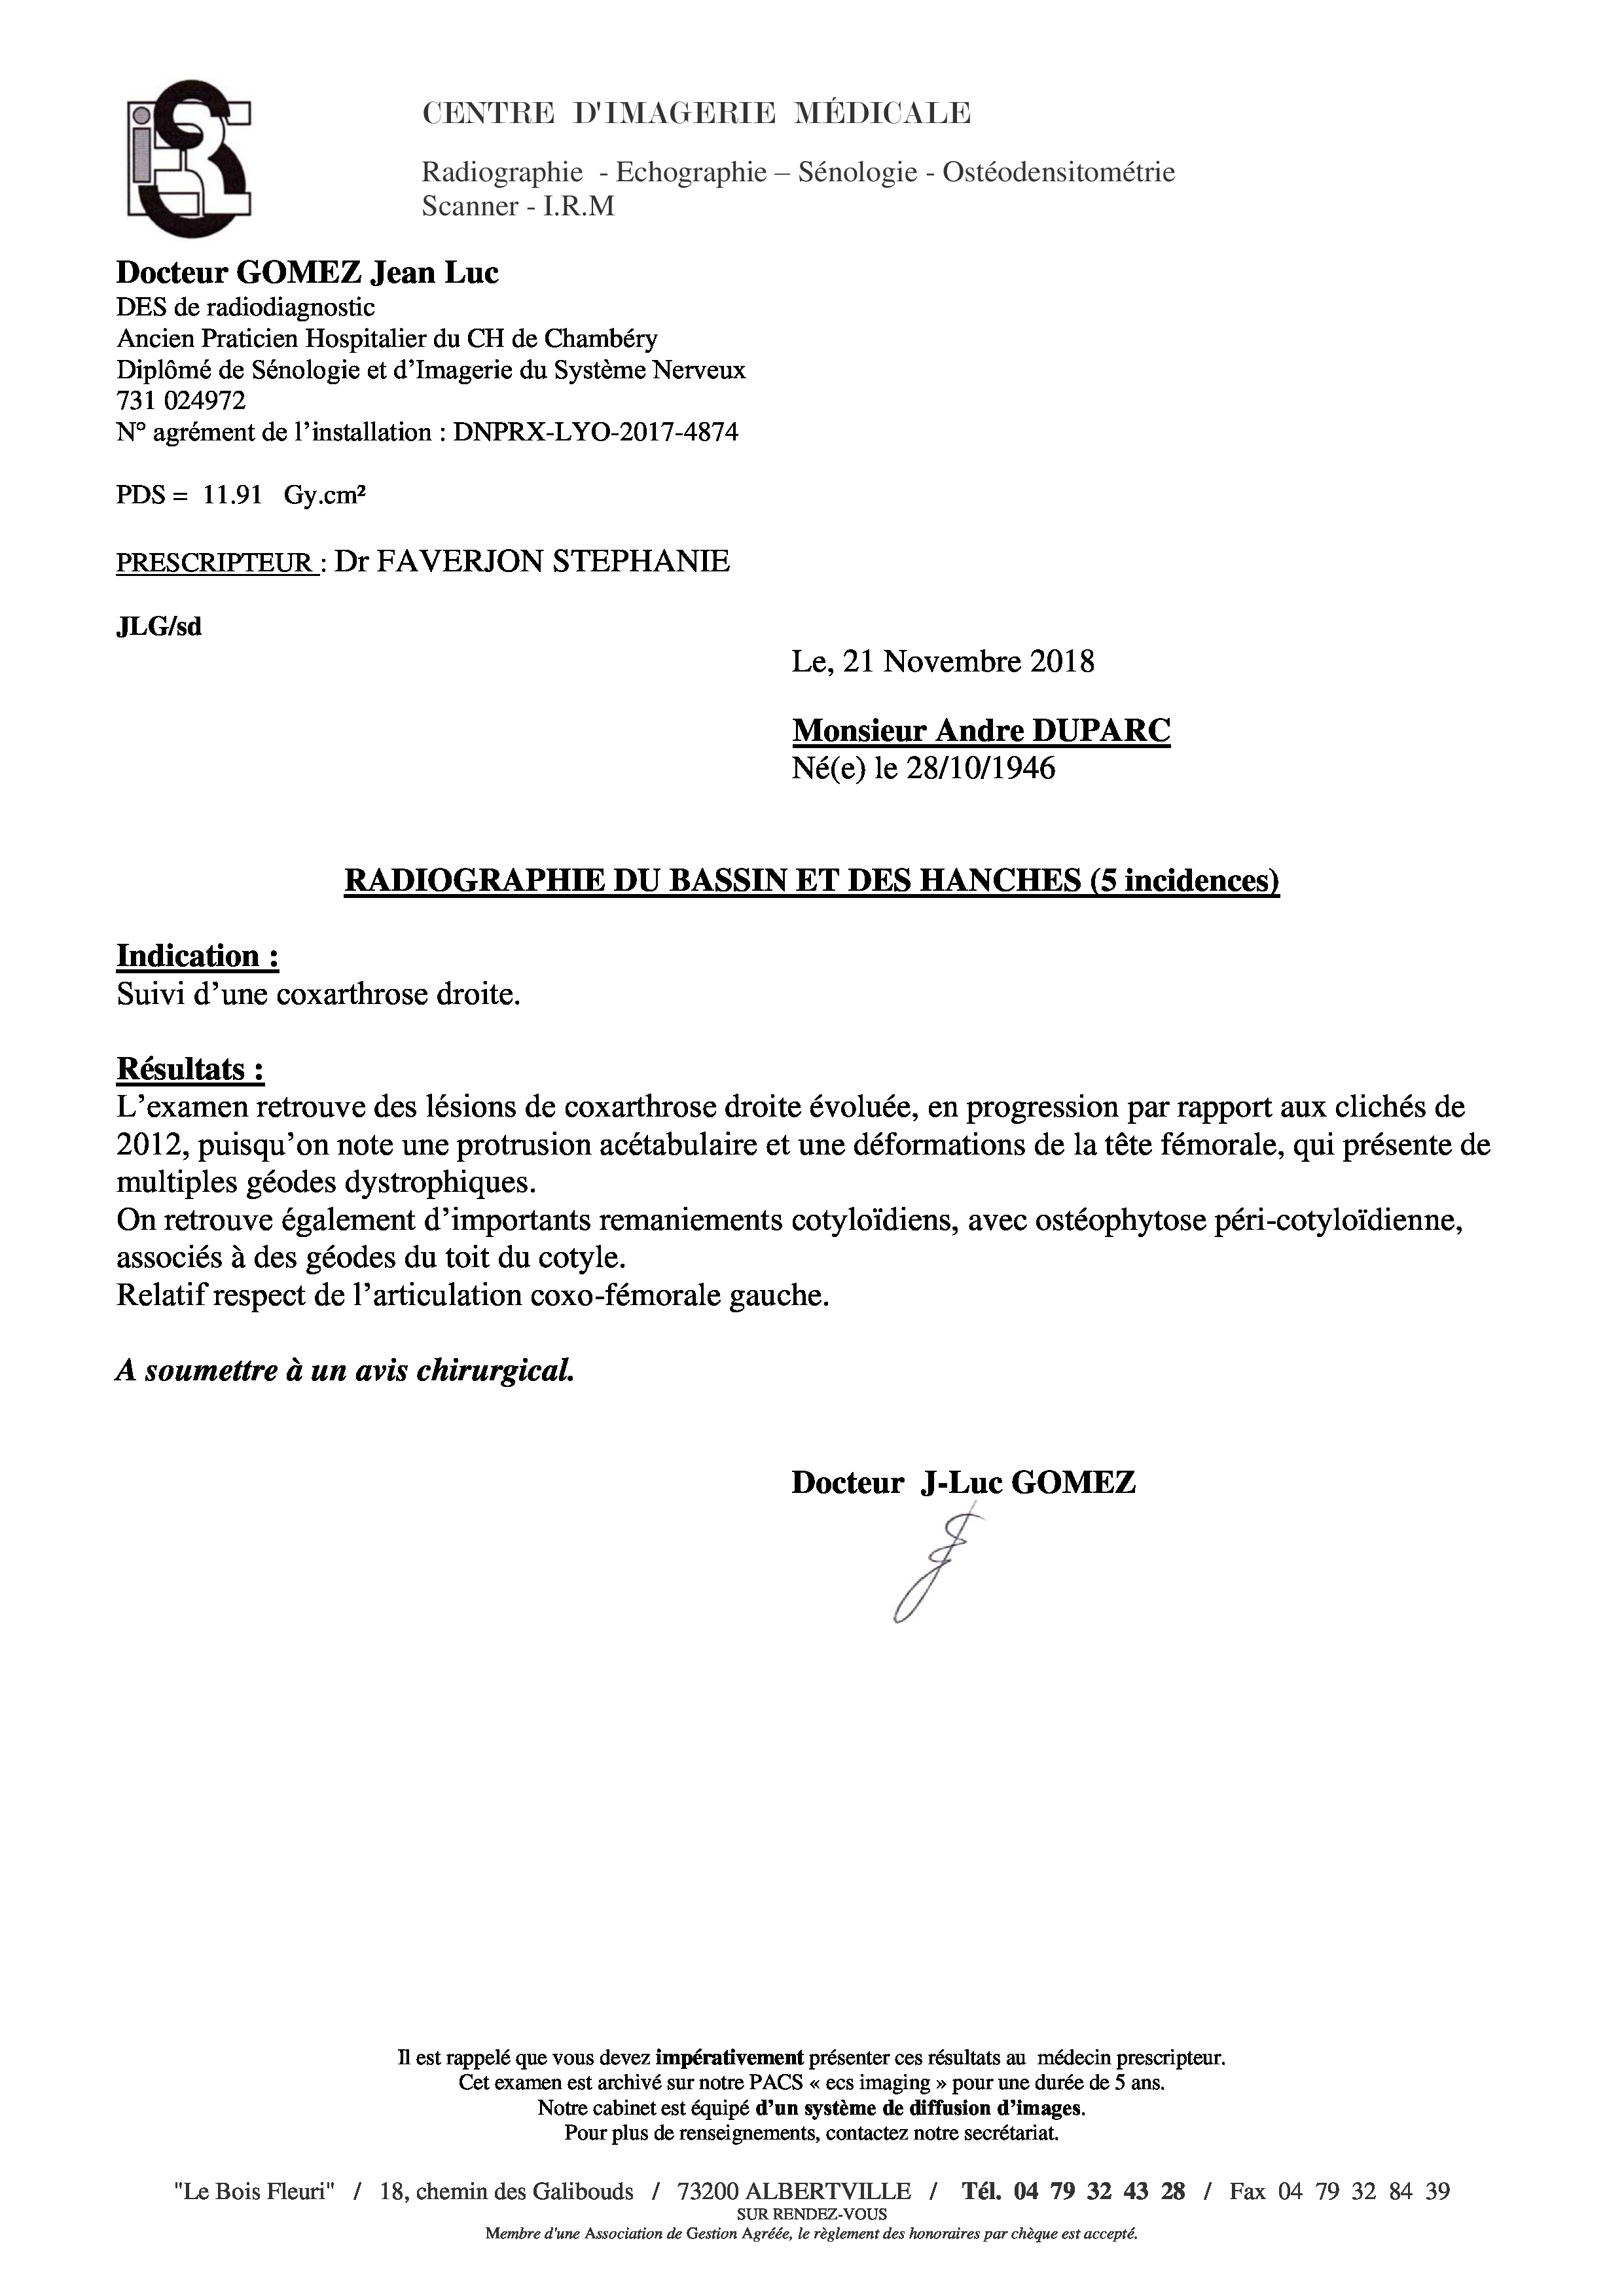 CENTRE D'IMAGERIE MÉDICALE
Radiographie - Echographie – Sénologie - Ostéodensitométrie
Scanner - I.R.M
Docteur GOMEZ Jean Luc
DES de radiodiagnostic
Ancien Praticien Hospitalier du CH de Chambéry
Diplômé de Sénologie et d’Imagerie du Système Nerveux
731 024972
N° agrément de l’installation : DNPRX-LYO-2017-4874
PDS = 11.91 Gy.cm²
PRESCRIPTEUR : Dr FAVERJON STEPHANIE
JLG/sd
Le, 21 Novembre 2018
Monsieur Andre DUPARC
Né(e) le 28/10/1946
RADIOGRAPHIE DU BASSIN ET DES HANCHES (5 incidences)
Indication :
Suivi d’une coxarthrose droite.
Résultats :
L’examen retrouve des lésions de coxarthrose droite évoluée, en progression par rapport aux clichés de
2012, puisqu’on note une protrusion acétabulaire et une déformations de la tête fémorale, qui présente de
multiples géodes dystrophiques.
On retrouve également d’importants remaniements cotyloïdiens, avec ostéophytose péri-cotyloïdienne,
associés à des géodes du toit du cotyle.
Relatif respect de l’articulation coxo-fémorale gauche.
A soumettre à un avis chirurgical.
Docteur J-Luc GOMEZ
Il est rappelé que vous devez impérativement présenter ces résultats au médecin prescripteur.
Cet examen est archivé sur notre PACS « ecs imaging » pour une durée de 5 ans.
Notre cabinet est équipé d’un système de diffusion d’images.
Pour plus de renseignements, contactez notre secrétariat.
"Le Bois Fleuri" / 18, chemin des Galibouds / 73200 ALBERTVILLE / Tél. 04 79 32 43 28 / Fax 04 79 32 84 39
SUR RENDEZ-VOUS
Membre d'une Association de Gestion Agréée, le règlement des honoraires par chèque est accepté.